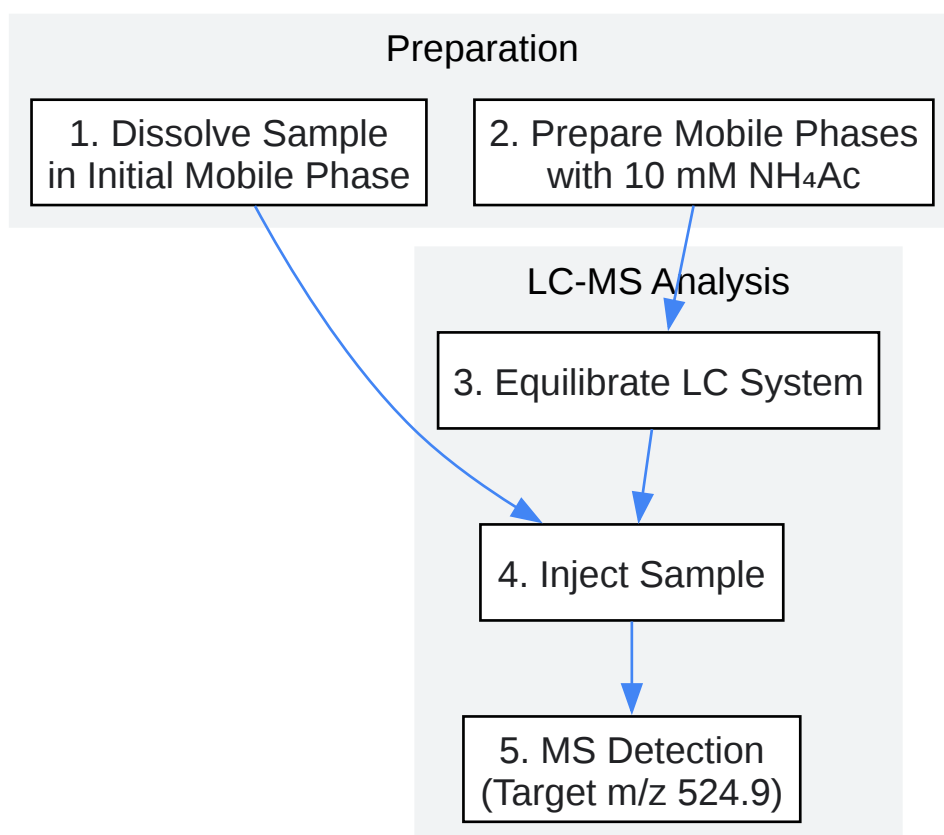 Preparation
1. Dissolve Sample
in Initial Mobile Phase
2. Prepare Mobile Phases
with 10 mM NH₄Ac
LC-MS Analysis
3. Equilibrate LC System
4. Inject Sample
5. MS Detection
(Target m/z 524.9)